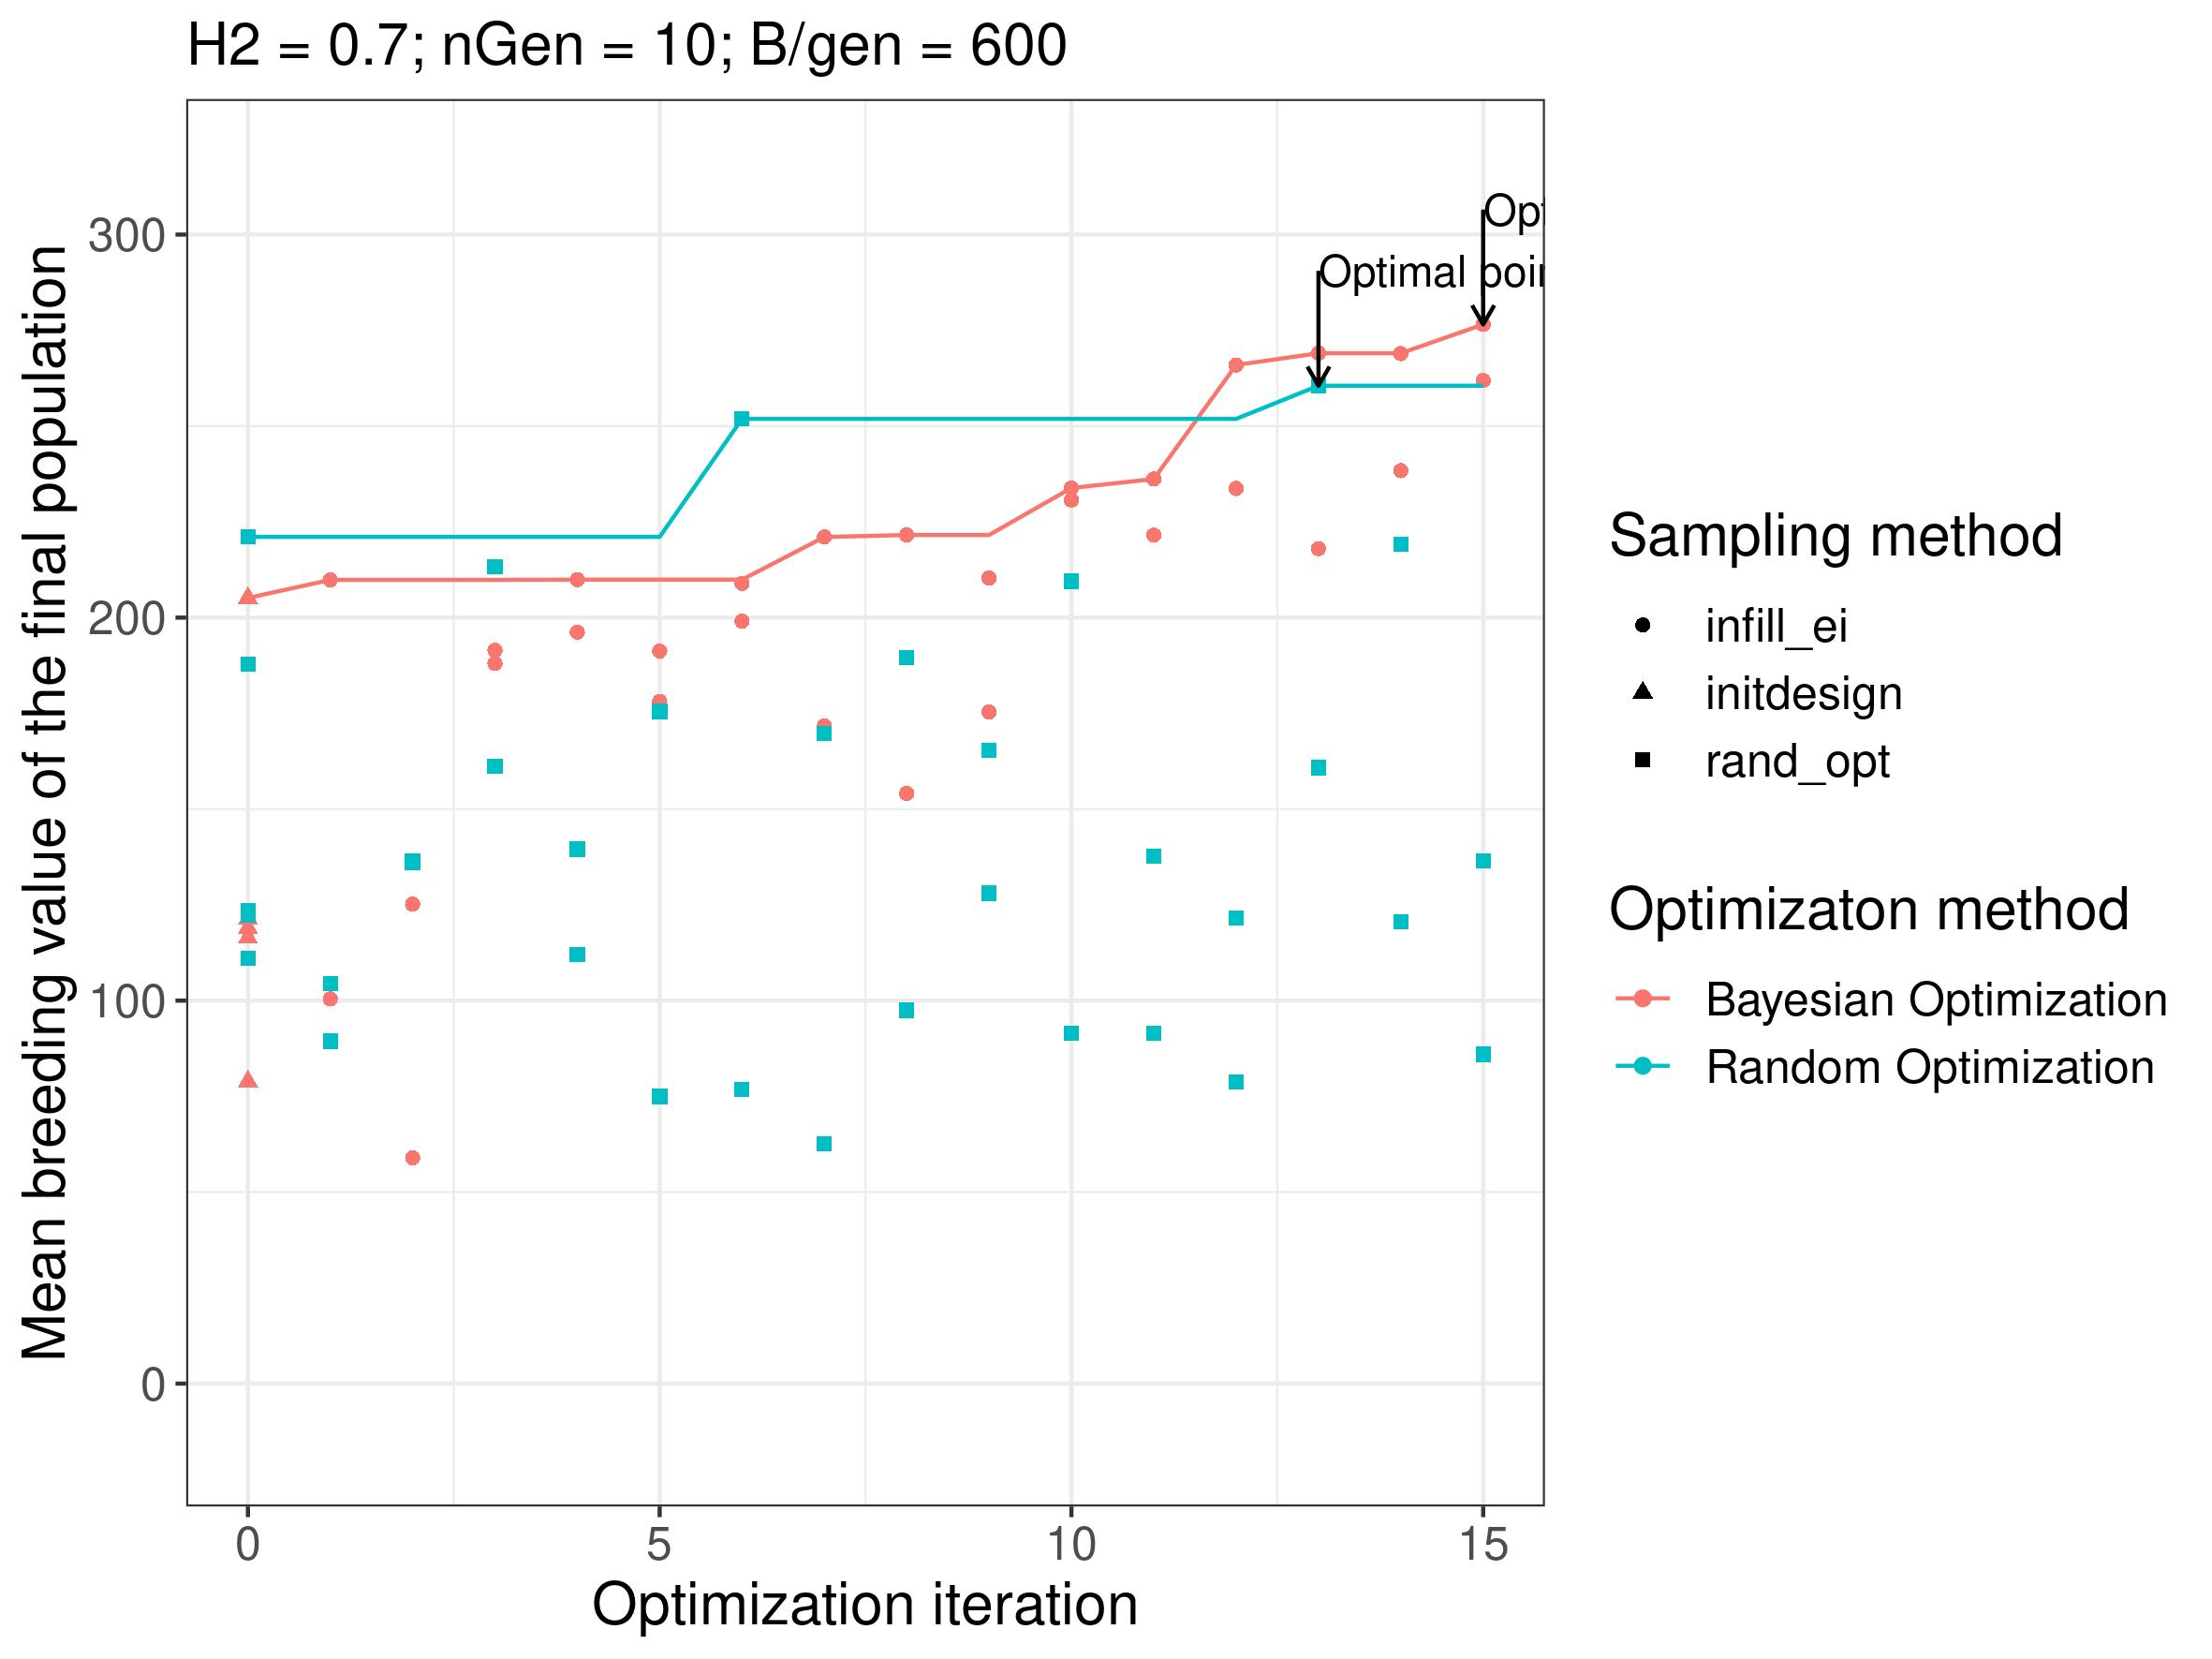 H2 = 0.7; nGen = 10; B/gen = 600
Mean breeding value of the final population
300
200
100
0
Optimal
0
5
10
15
Optimization iteration
Sampling method
infill_ei
initdesign
rand_opt
Optimizaton method
Bayesian Optimization
Random Optimization